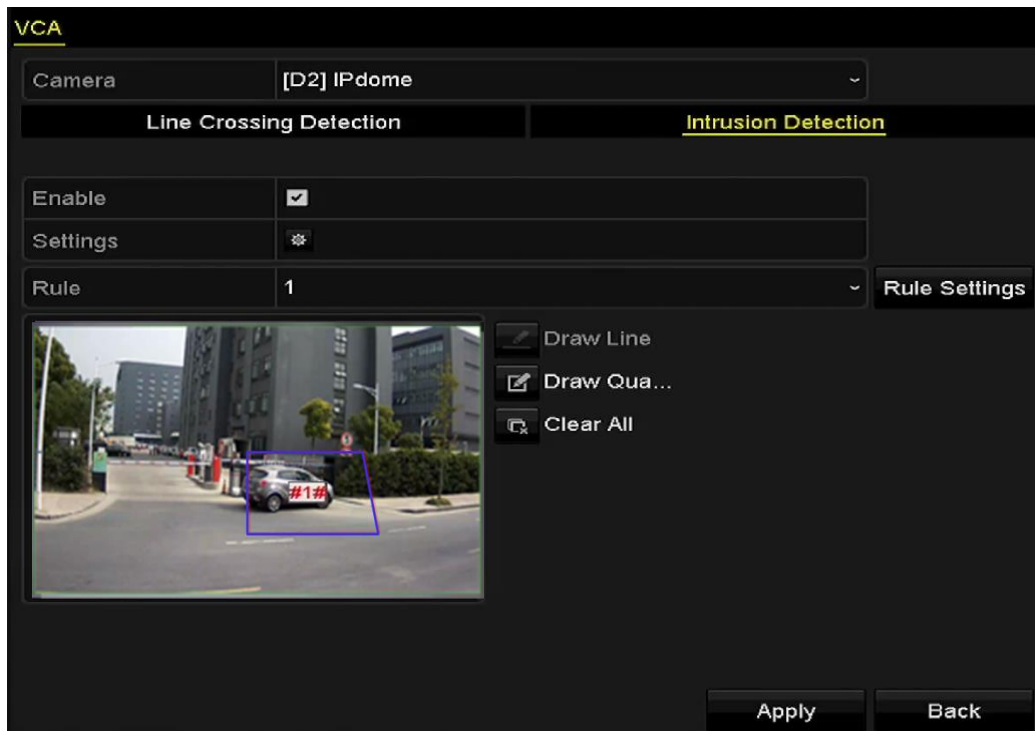 VCA
Camera [D2] IPdome
Line Crossing Detection Intrusion Detection
Enable
Settings
Rule 1 Rule Settings
Draw Line
Draw Qua...
Clear All
#1#
Apply Back